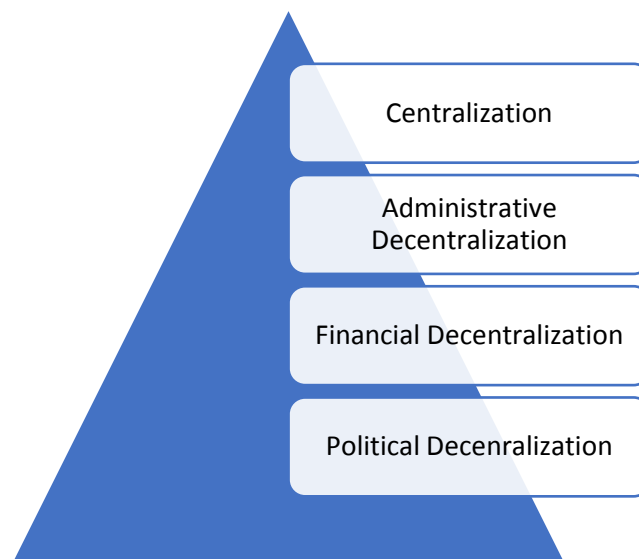 Centralization
Administrative
Decentralization
Financial Decentralization
Political Decenralization